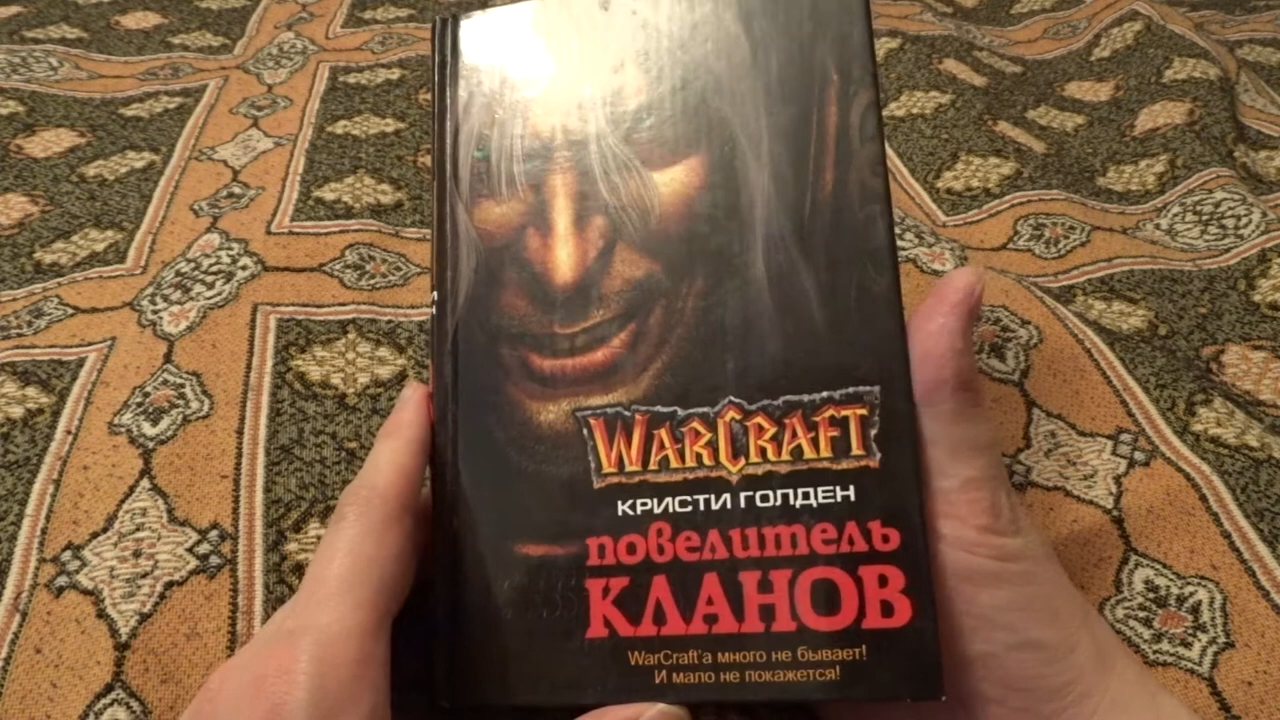 WARCRAFT
КРИСТИ ГОЛДЕН
повелитель
КЛАНОВ
WarCraft'а много не бывает!
И мало не покажется!